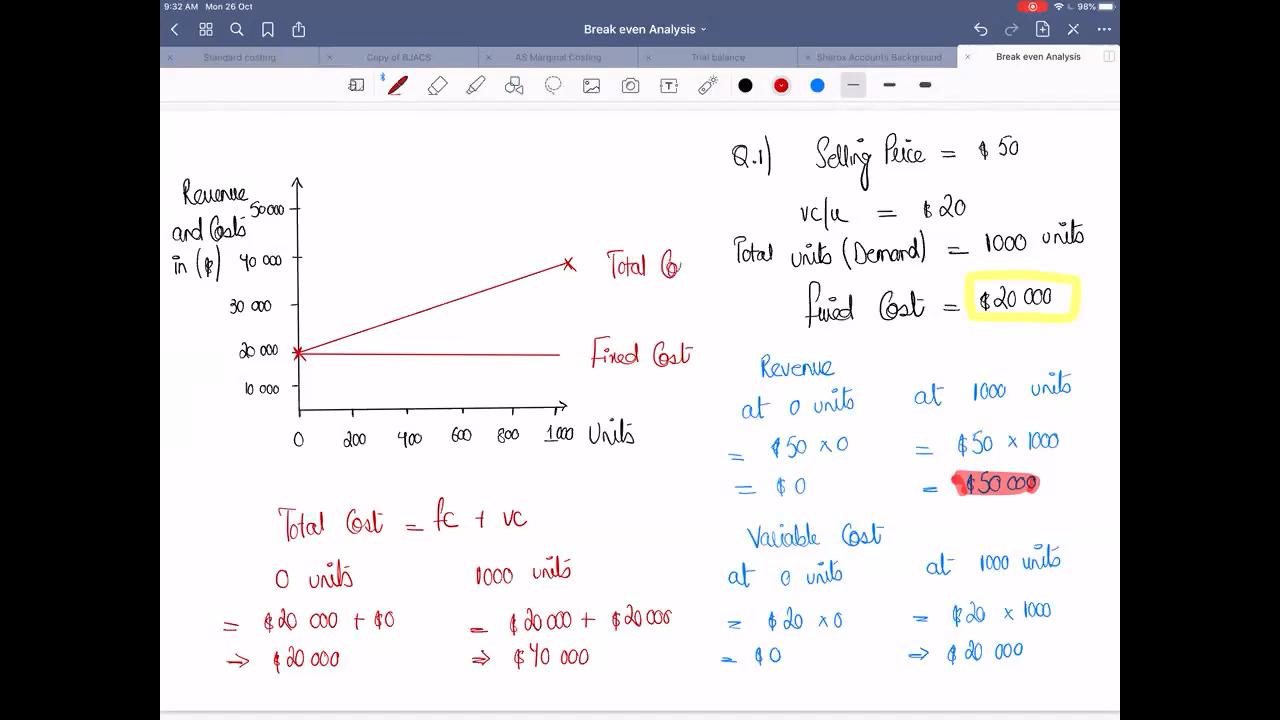 9:32 AM Mon 26 Oct
98%
Break even Analysis
Standard costing
Copy of BJACS
AS Marginal Costing
Trial balance
Sherox Accounts Background
Break even Analysis
Revenue
and Costs
in ($)
50000
40 000
30 000
20 000
10 000
0 200 400 600 800 1000 Units
Total Co
Fixed Cost
Q.1) Selling Price = $50
vc/u = $20
Total units (Demand) = 1000 units
Fixed Cost = $20 000
Revenue
at 0 units at 1000 units
= $50 x 0 = $50 x 1000
= $0 = $50 000
Variable Cost
at 0 units at 1000 units
= $20 x 0 = $20 x 1000
= $0 ⇒ $20 000
Total Cost = fc + vc
0 units 1000 units
= $20 000 + $0 = $20 000 + $20 000
→ $20 000 ⇒ $40 000